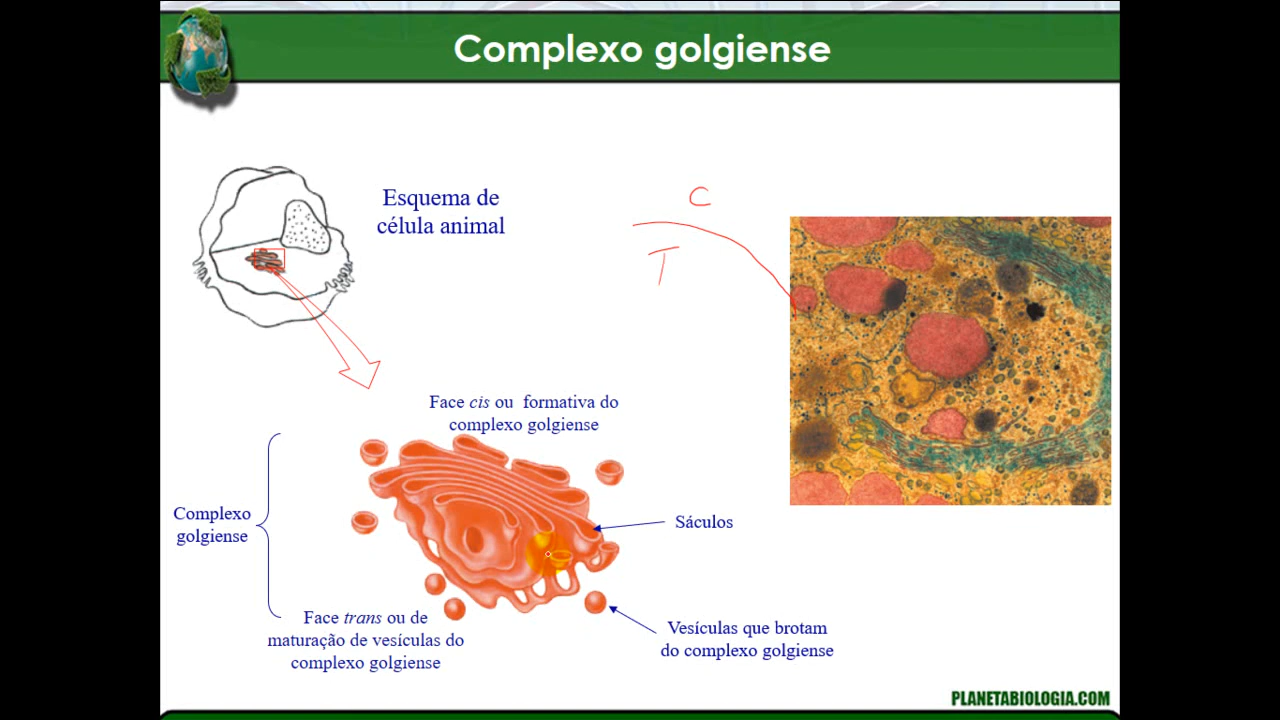 Complexo golgiense
Esquema de
célula animal
C
T
Face cis ou formativa do
complexo golgiense
Complexo
golgiense
Sáculos
Face trans ou de
maturação de vesículas do
complexo golgiense
Vesículas que brotam
do complexo golgiense
PLANETABIOLOGIA.COM